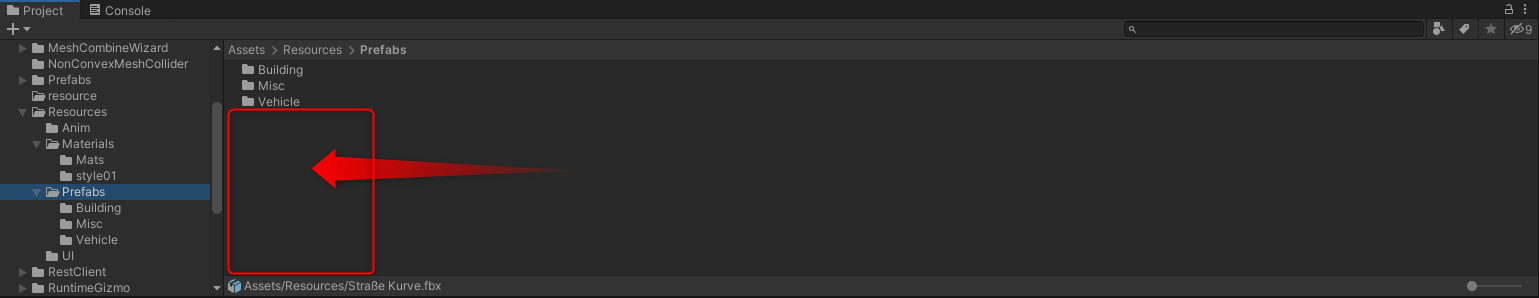 Project Console
9
MeshCombineWizard
NonConvexMeshCollider
Prefabs
resource
Resources
Anim
Materials
Mats
style01
Prefabs
Building
Misc
Vehicle
UI
RestClient
RuntimeGizmo
Assets > Resources > Prefabs
Building
Misc
Vehicle
Assets/Resources/Straße Kurve.fbx